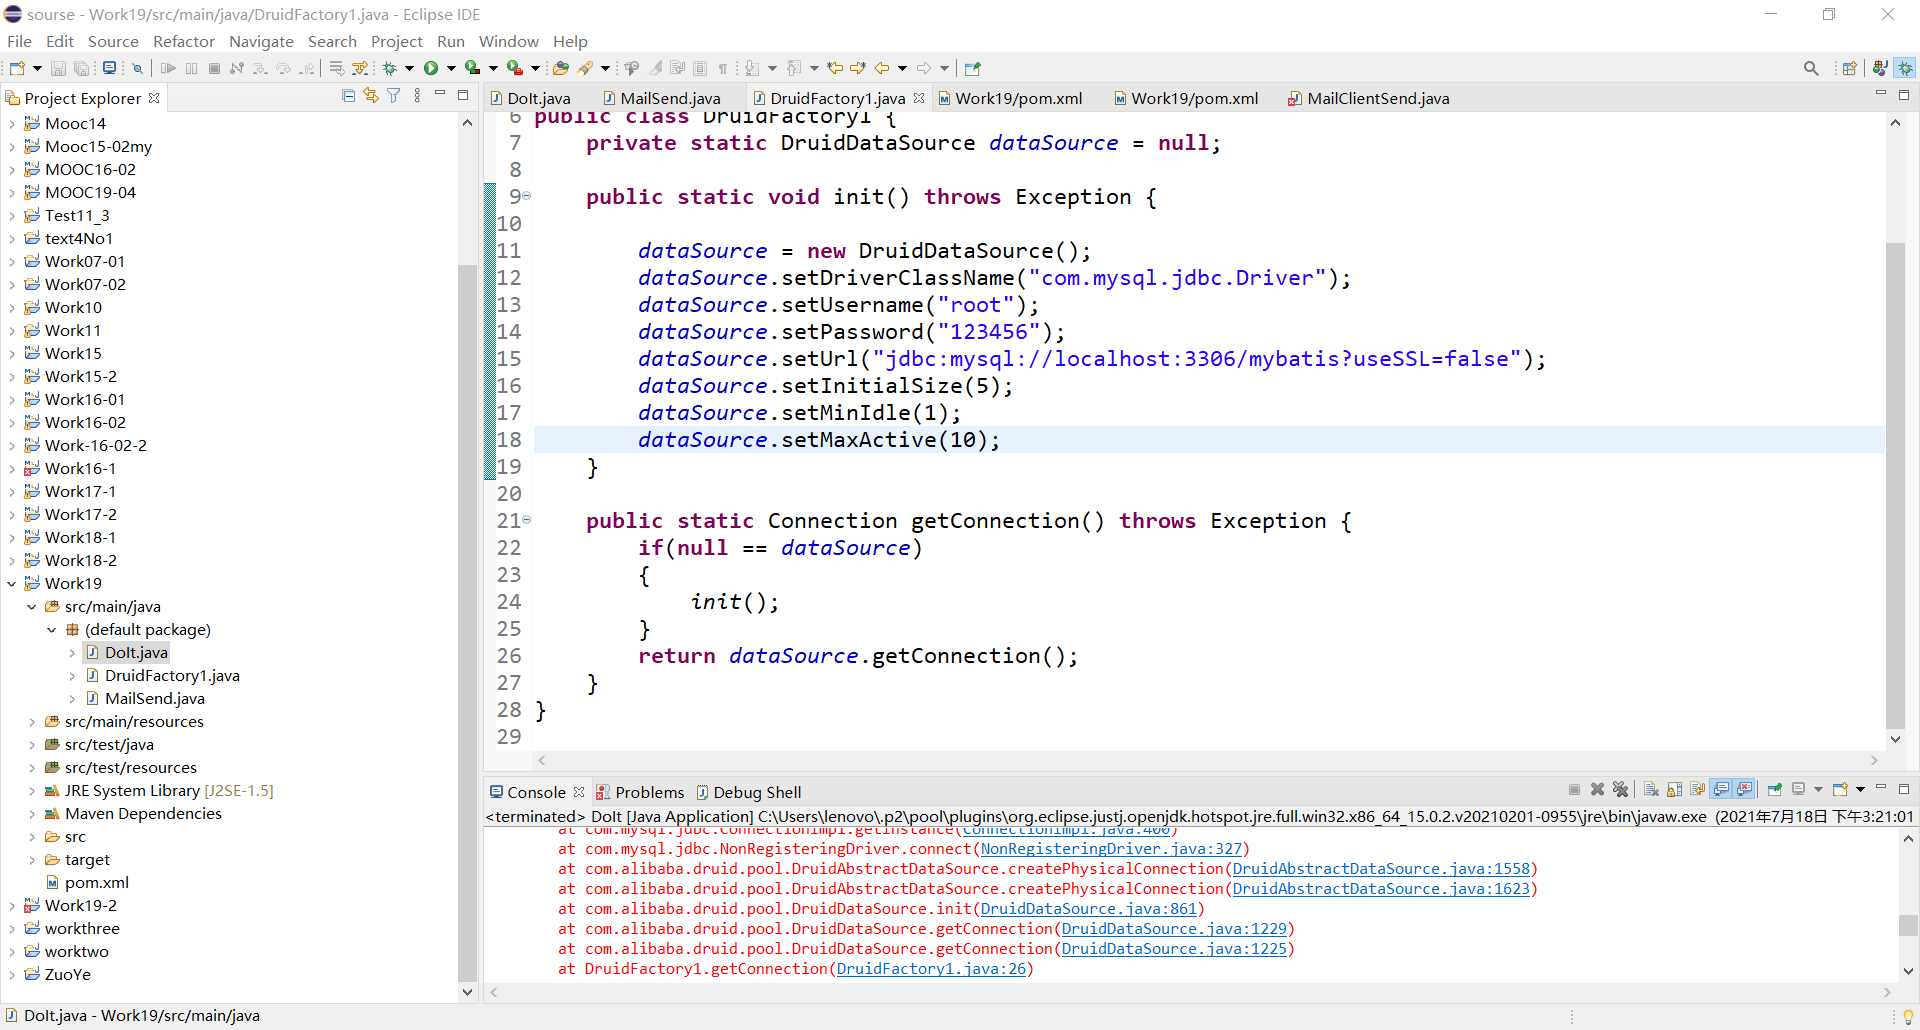 sourse - Work19/src/main/java/DruidFactory1.java - Eclipse IDE
File Edit Source Refactor Navigate Search Project Run Window Help
Project Explorer
Mooc14
Mooc15-02my
MOOC16-02
MOOC19-04
Test11_3
text4No1
Work07-01
Work07-02
Work10
Work11
Work15
Work15-2
Work16-01
Work16-02
Work-16-02-2
Work16-1
Work17-1
Work17-2
Work18-1
Work18-2
Work19
src/main/java
(default package)
DoIt.java
DruidFactory1.java
MailSend.java
src/main/resources
src/test/java
src/test/resources
JRE System Library [J2SE-1.5]
Maven Dependencies
src
target
pom.xml
Work19-2
workthree
worktwo
ZuoYe
DoIt.java MailSend.java DruidFactory1.java Work19/pom.xml Work19/pom.xml MailClientSend.java
6 public class DruidFactory1 {
7 private static DruidDataSource dataSource = null;
8
9 public static void init() throws Exception {
10
11 dataSource = new DruidDataSource();
12 dataSource.setDriverClassName("com.mysql.jdbc.Driver");
13 dataSource.setUsername("root");
14 dataSource.setPassword("123456");
15 dataSource.setUrl("jdbc:mysql://localhost:3306/mybatis?useSSL=false");
16 dataSource.setInitialSize(5);
17 dataSource.setMinIdle(1);
18 dataSource.setMaxActive(10);
19 }
20
21 public static Connection getConnection() throws Exception {
22 if(null == dataSource)
23 {
24 init();
25 }
26 return dataSource.getConnection();
27 }
28 }
29
Console Problems Debug Shell
<terminated> DoIt [Java Application] C:\Users\lenovo\.p2\pool\plugins\org.eclipse.justj.openjdk.hotspot.jre.full.win32.x86_64_15.0.2.v20210201-0955\jre\bin\javaw.exe (2021年7月18日 下午3:21:01
at com.mysql.jdbc.ConnectionImpl.getInstance(ConnectionImpl.java:400)
at com.mysql.jdbc.NonRegisteringDriver.connect(NonRegisteringDriver.java:327)
at com.alibaba.druid.pool.DruidAbstractDataSource.createPhysicalConnection(DruidAbstractDataSource.java:1558)
at com.alibaba.druid.pool.DruidAbstractDataSource.createPhysicalConnection(DruidAbstractDataSource.java:1623)
at com.alibaba.druid.pool.DruidDataSource.init(DruidDataSource.java:861)
at com.alibaba.druid.pool.DruidDataSource.getConnection(DruidDataSource.java:1229)
at com.alibaba.druid.pool.DruidDataSource.getConnection(DruidDataSource.java:1225)
at DruidFactory1.getConnection(DruidFactory1.java:26)
DoIt.java - Work19/src/main/java